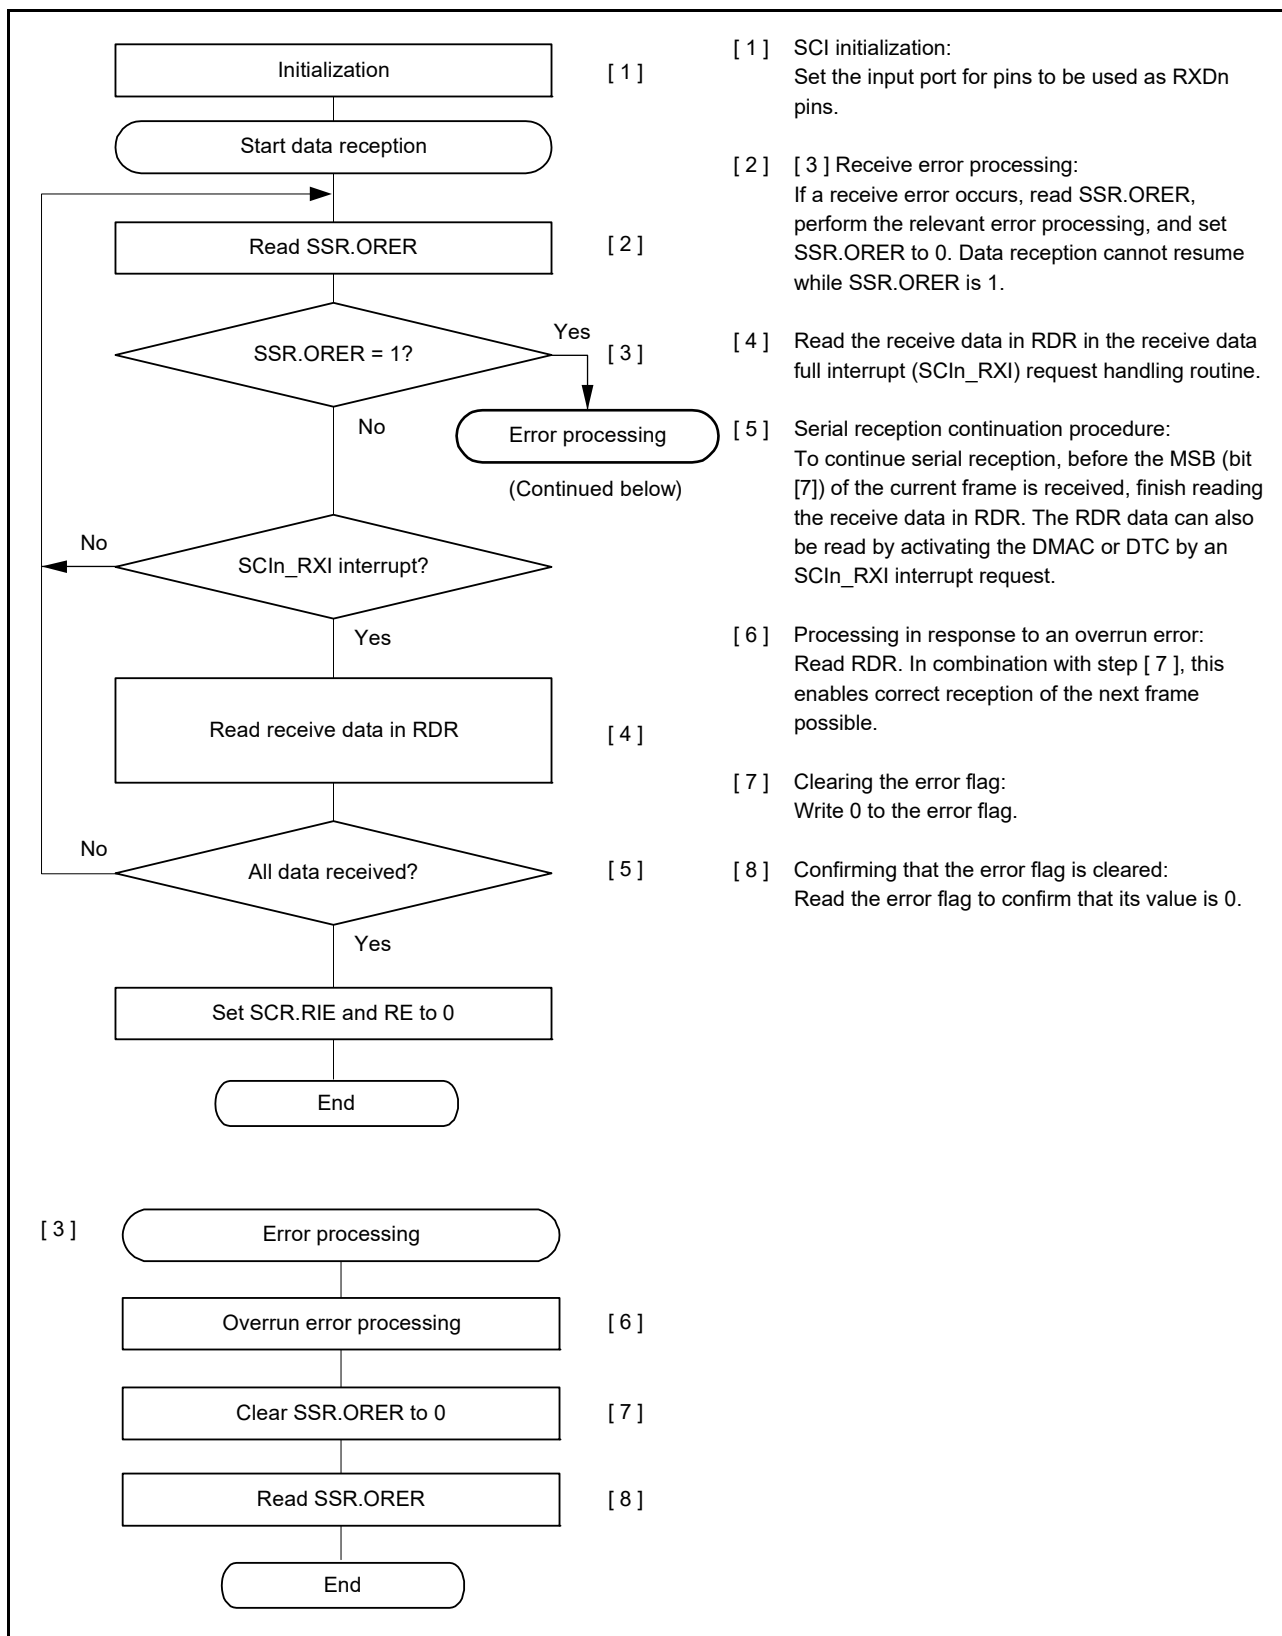 Initialization
[ 1 ]
Start data reception
Read SSR.ORER
[ 2 ]
SSR.ORER = 1?
Yes
[ 3 ]
No
Error processing
(Continued below)
No
SCIn_RXI interrupt?
Yes
Read receive data in RDR
[ 4 ]
No
All data received?
[ 5 ]
Yes
Set SCR.RIE and RE to 0
End
[ 1 ] SCI initialization:
Set the input port for pins to be used as RXDn
pins.
[ 2 ] [ 3 ] Receive error processing:
If a receive error occurs, read SSR.ORER,
perform the relevant error processing, and set
SSR.ORER to 0. Data reception cannot resume
while SSR.ORER is 1.
[ 4 ] Read the receive data in RDR in the receive data
full interrupt (SCIn_RXI) request handling routine.
[ 5 ] Serial reception continuation procedure:
To continue serial reception, before the MSB (bit
[7]) of the current frame is received, finish reading
the receive data in RDR. The RDR data can also
be read by activating the DMAC or DTC by an
SCIn_RXI interrupt request.
[ 6 ] Processing in response to an overrun error:
Read RDR. In combination with step [ 7 ], this
enables correct reception of the next frame
possible.
[ 7 ] Clearing the error flag:
Write 0 to the error flag.
[ 8 ] Confirming that the error flag is cleared:
Read the error flag to confirm that its value is 0.
[ 3 ]
Error processing
Overrun error processing
[ 6 ]
Clear SSR.ORER to 0
[ 7 ]
Read SSR.ORER
[ 8 ]
End